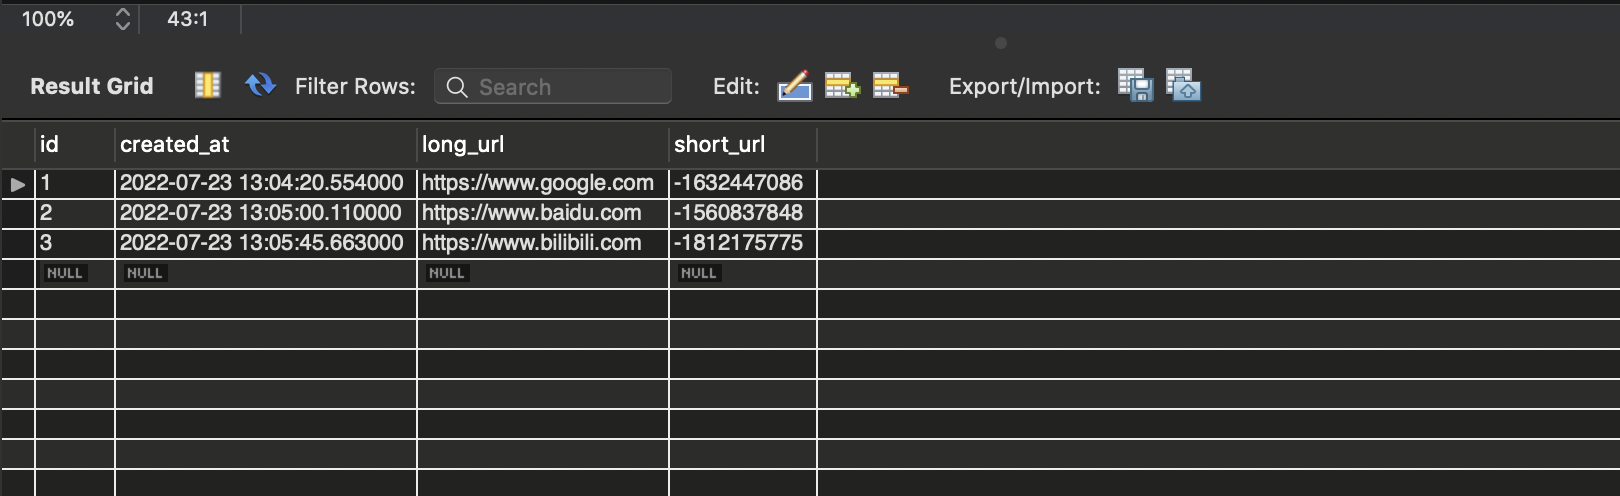 100% 43:1
Result Grid Filter Rows: Search Edit: Export/Import:
id created_at long_url short_url
1 2022-07-23 13:04:20.554000 https://www.google.com -1632447086
2 2022-07-23 13:05:00.110000 https://www.baidu.com -1560837848
3 2022-07-23 13:05:45.663000 https://www.bilibili.com -1812175775
NULL NULL NULL NULL